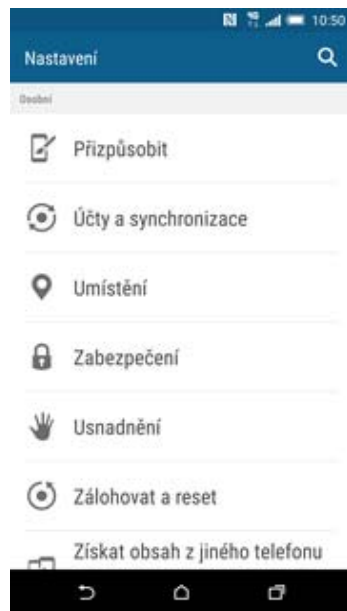 10:50
Nastavení
Osobní
Přizpůsobit
Účty a synchronizace
Umístění
Zabezpečení
Usnadnění
Zálohovat a reset
Získat obsah z jiného telefonu